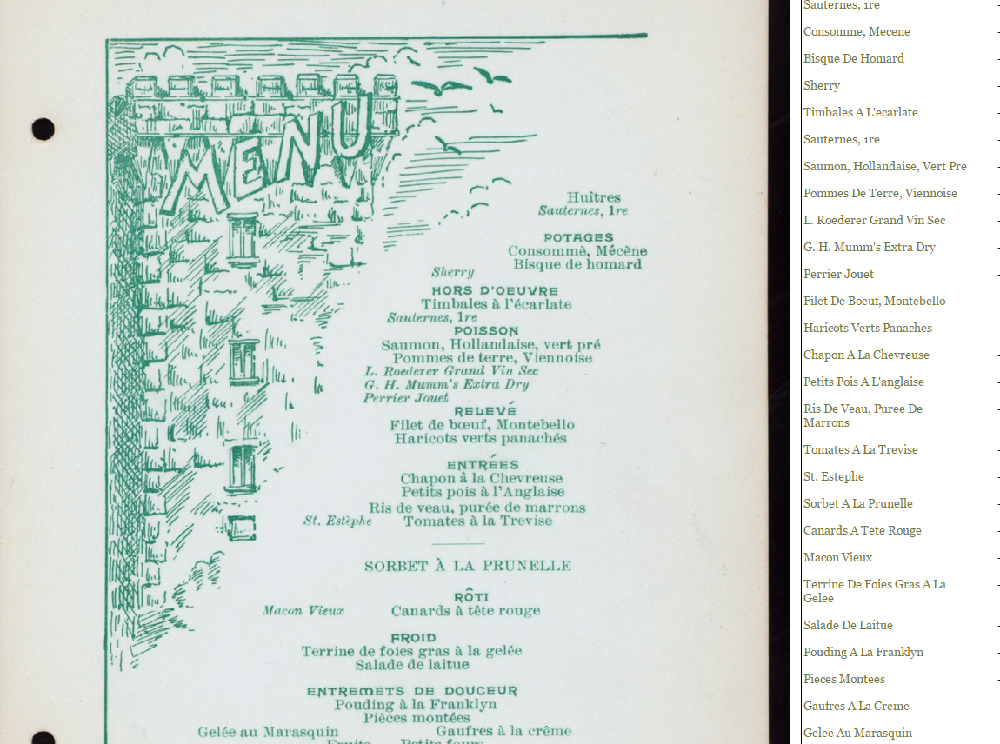 MENU
Huîtres
Sauternes, 1re
POTAGES
Consommè, Mécène
Bisque de homard
Sherry
HORS D'OEUVRE
Timbales à l'écarlate
Sauternes, 1re
POISSON
Saumon, Hollandaise, vert pré
Pommes de terre, Viennoise
L. Roederer Grand Vin Sec
G. H. Mumm's Extra Dry
Perrier Jouet
RELEVÉ
Filet de bœuf, Montebello
Haricots verts panachés
ENTRÉES
Chapon à la Chevreuse
Petits pois à l'Anglaise
Ris de veau, purée de marrons
St. Estèphe Tomates à la Trevise
SORBET À LA PRUNELLE
RÔTI
Macon Vieux Canards à tête rouge
FROID
Terrine de foies gras à la gelée
Salade de laitue
ENTREMETS DE DOUCEUR
Pouding à la Franklyn
Pièces montées
Gelée au Marasquin Gaufres à la crême
Fruits Petits fours
Sauternes, 1re
Consomme, Mecene
Bisque De Homard
Sherry
Timbales A L'ecarlate
Sauternes, 1re
Saumon, Hollandaise, Vert Pre
Pommes De Terre, Viennoise
L. Roederer Grand Vin Sec
G. H. Mumm's Extra Dry
Perrier Jouet
Filet De Boeuf, Montebello
Haricots Verts Panaches
Chapon A La Chevreuse
Petits Pois A L'anglaise
Ris De Veau, Puree De
Marrons
Tomates A La Trevise
St. Estephe
Sorbet A La Prunelle
Canards A Tete Rouge
Macon Vieux
Terrine De Foies Gras A La
Gelee
Salade De Laitue
Pouding A La Franklyn
Pieces Montees
Gaufres A La Creme
Gelee Au Marasquin